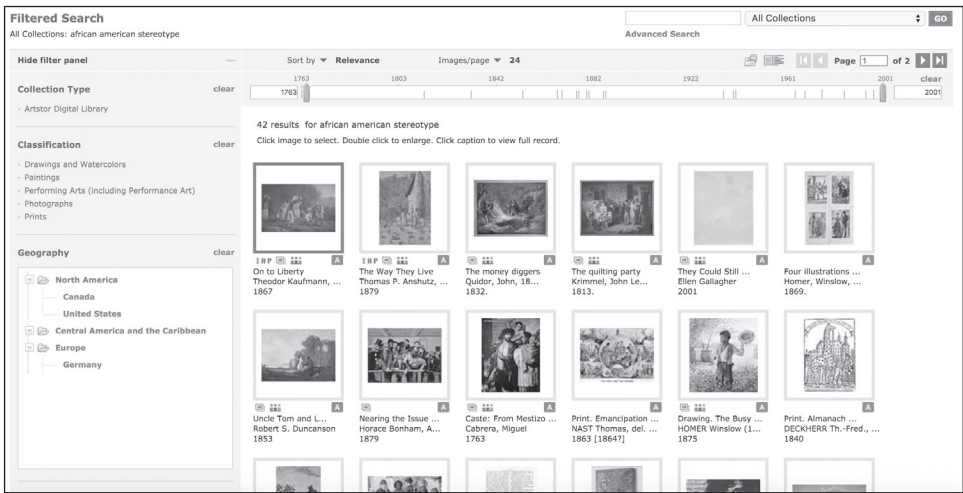 Filtered Search
All Collections: african american stereotype
All Collections
GO
Advanced Search
Hide filter panel
Sort by Relevance
Images/page 24
Page 1 of 2
Collection Type clear
Artstor Digital Library
Classification clear
Drawings and Watercolors
Paintings
Performing Arts (including Performance Art)
Photographs
Prints
Geography clear
North America
Canada
United States
Central America and the Caribbean
Europe
Germany
1763 1803 1842 1882 1922 1961 2001 clear
1763 2001
42 results for african american stereotype
Click image to select. Double click to enlarge. Click caption to view full record.
IAP A
On to Liberty
Theodor Kaufmann, ...
1867
IAP A
The Way They Live
Thomas P. Anshutz, ...
1879
A
The money diggers
Quidor, John, 18...
1832.
A
The quilting party
Krimmel, John Le...
1813.
A
They Could Still ...
Ellen Gallagher
2001
A
Four illustrations ...
Homer, Winslow, ...
1869.
A
Uncle Tom and L...
Robert S. Duncanson
1853
A
Nearing the Issue ...
Horace Bonham, A...
1879
A
Caste: From Mestizo ...
Cabrera, Miguel
1763
A
Print. Emancipation ...
NAST Thomas, del. ...
1863 [1864?]
A
Drawing. The Busy ...
HOMER Winslow (1...
1875
A
Print. Almanach ...
DECKHERR Th.-Fred., ...
1840